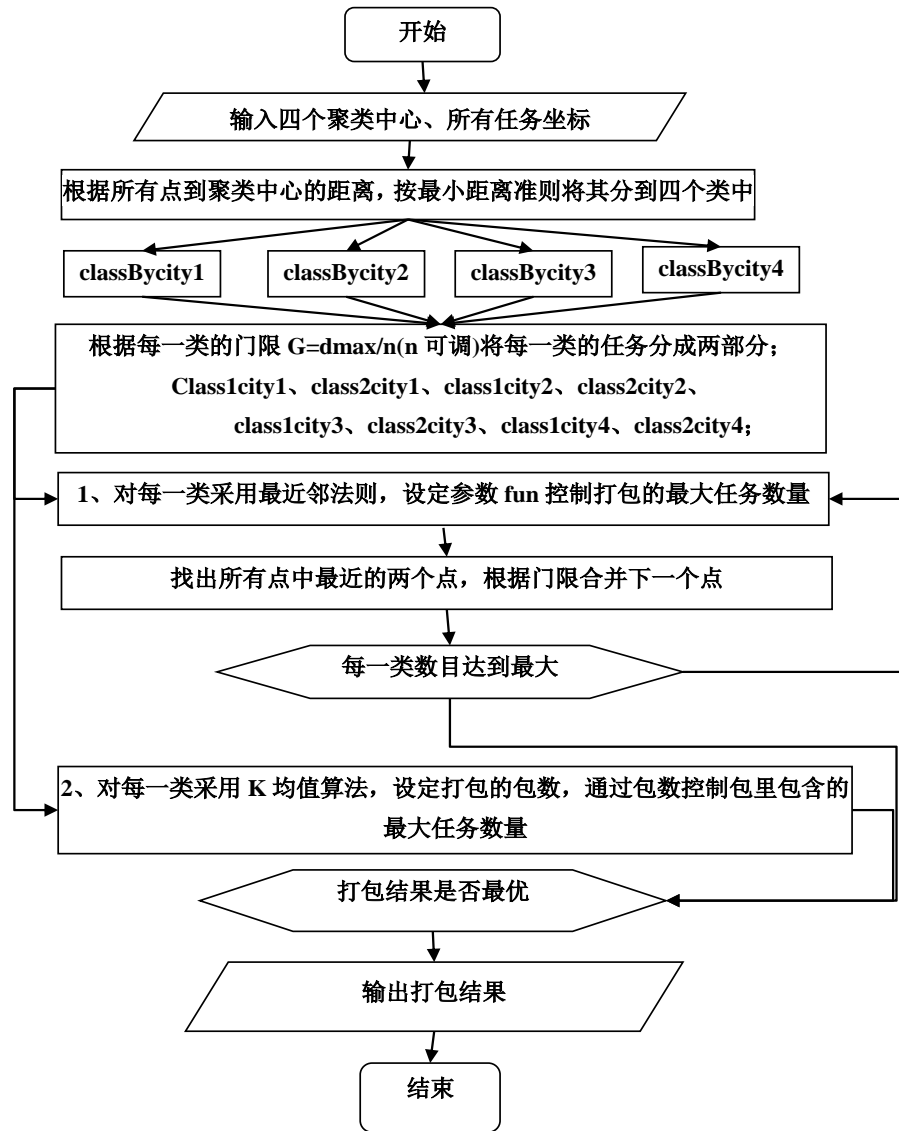 开始
输入四个聚类中心、所有任务坐标
根据所有点到聚类中心的距离，按最小距离准则将其分到四个类中
classBycity1
classBycity2
classBycity3
classBycity4
根据每一类的门限 G=dmax/n(n 可调)将每一类的任务分成两部分；
Class1city1、class2city1、class1city2、class2city2、
class1city3、class2city3、class1city4、class2city4；
1、对每一类采用最近邻法则，设定参数 fun 控制打包的最大任务数量
找出所有点中最近的两个点，根据门限合并下一个点
每一类数目达到最大
2、对每一类采用 K 均值算法，设定打包的包数，通过包数控制包里包含的
最大任务数量
打包结果是否最优
输出打包结果
结束